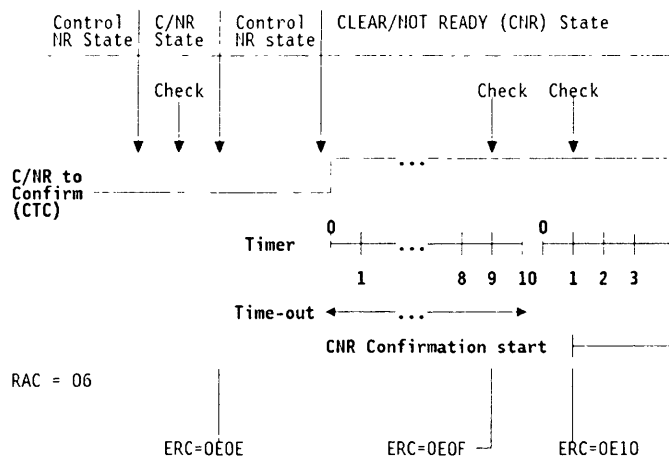 Control C/NR Control CLEAR/NOT READY (CNR) State
NR State State NR state
Check Check Check
...
C/NR to
Confirm
(CTC)
0 0
Timer ...
1 8 9 10 1 2 3
Time-out ...
CNR Confirmation start
RAC = 06
ERC=0E0E ERC=0E0F ERC=0E10